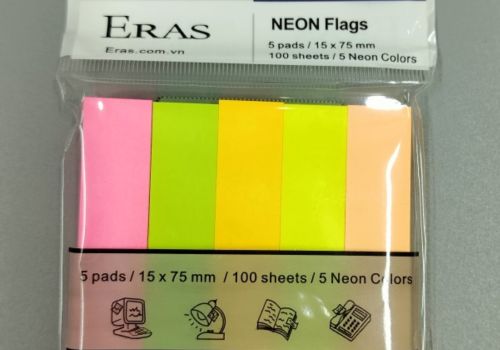 ERAS
Eras.com.vn
NEON Flags
5 pads / 15 x 75 mm
100 sheets / 5 Neon Colors
5 pads / 15 x 75 mm / 100 sheets / 5 Neon Colors